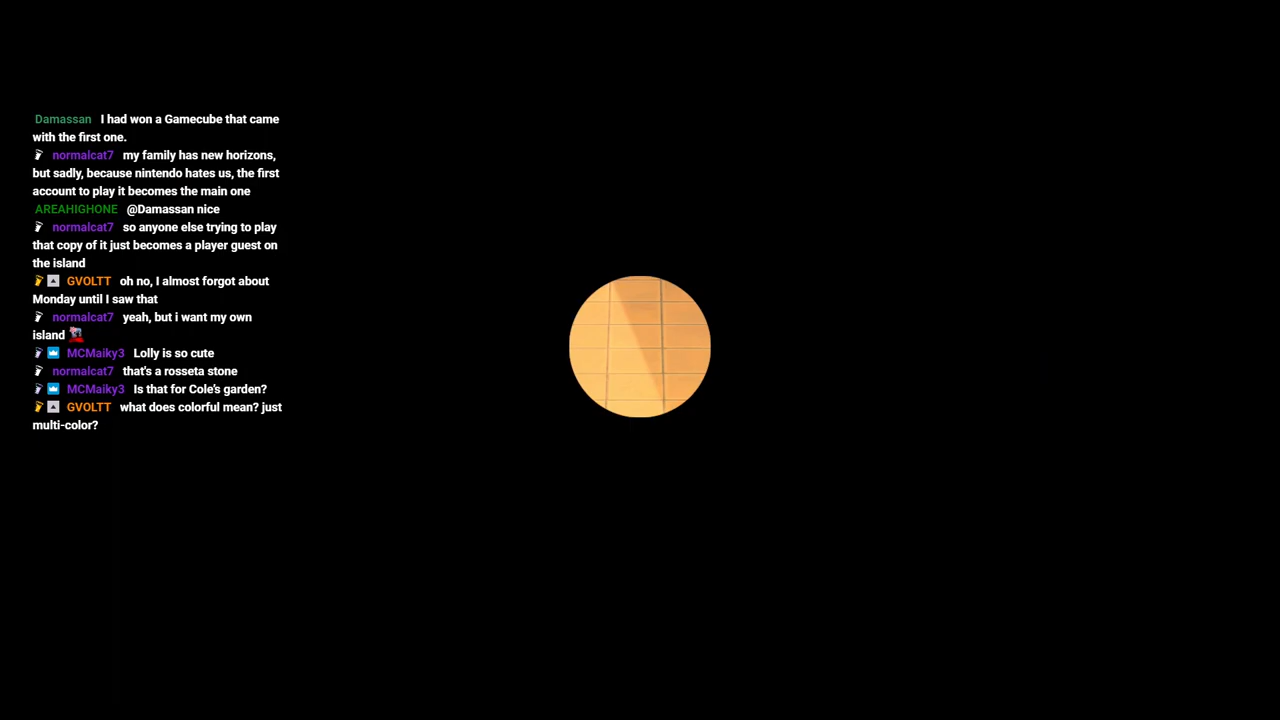 Damassan I had won a Gamecube that came
with the first one.
normalcat7 my family has new horizons,
but sadly, because nintendo hates us, the first
account to play it becomes the main one
AREAHIGHONE @Damassan nice
normalcat7 so anyone else trying to play
that copy of it just becomes a player guest on
the island
GVOLTT oh no, I almost forgot about
Monday until I saw that
normalcat7 yeah, but i want my own
island
MCMaiky3 Lolly is so cute
normalcat7 that's a rosseta stone
MCMaiky3 Is that for Cole's garden?
GVOLTT what does colorful mean? just
multi-color?